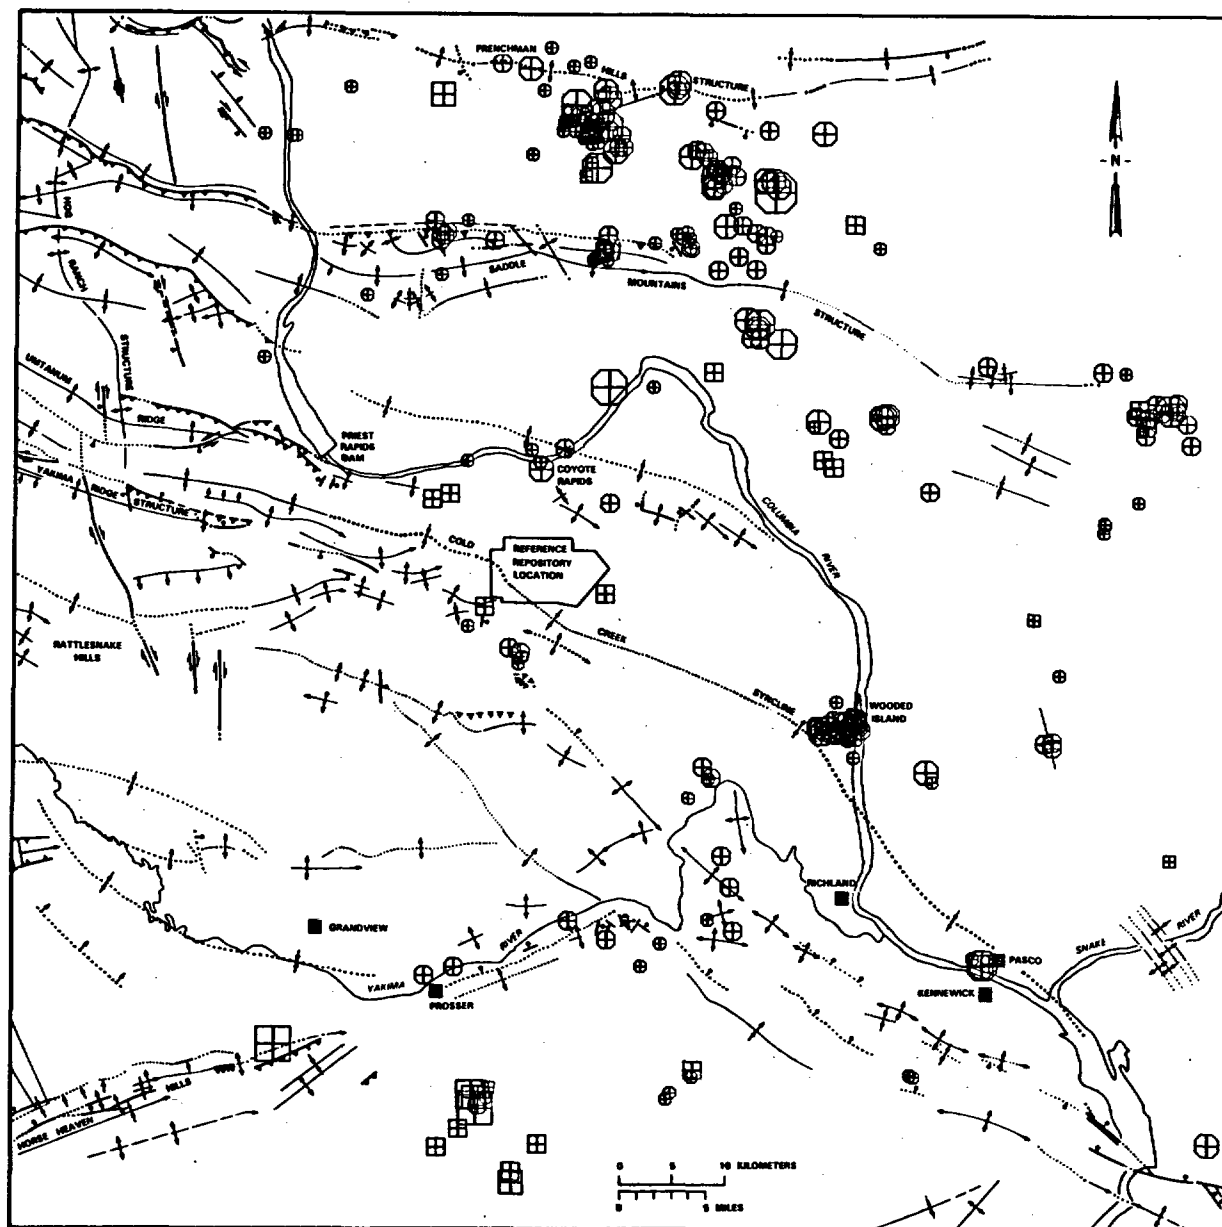 FRENCHMAN
HILLS
STRUCTURE
- N -
HOG
RANCH
STRUCTURE
SADDLE
MOUNTAINS
STRUCTURE
UMTANUM
RIDGE
PRIEST
RAPIDS
DAM
COYOTE
RAPIDS
YAKIMA
RIDGE
STRUCTURE
COLUMBIA
RIVER
COLD
CREEK
SYNCLINE
REFERENCE
REPOSITORY
LOCATION
RATTLESNAKE
HILLS
WOODED
ISLAND
RICHLAND
GRANDVIEW
YAKIMA
RIVER
PROSSER
SNAKE
RIVER
PASCO
KENNEWICK
HORSE HEAVEN
HILLS
0 5 10 KILOMETERS
0 5 MILES